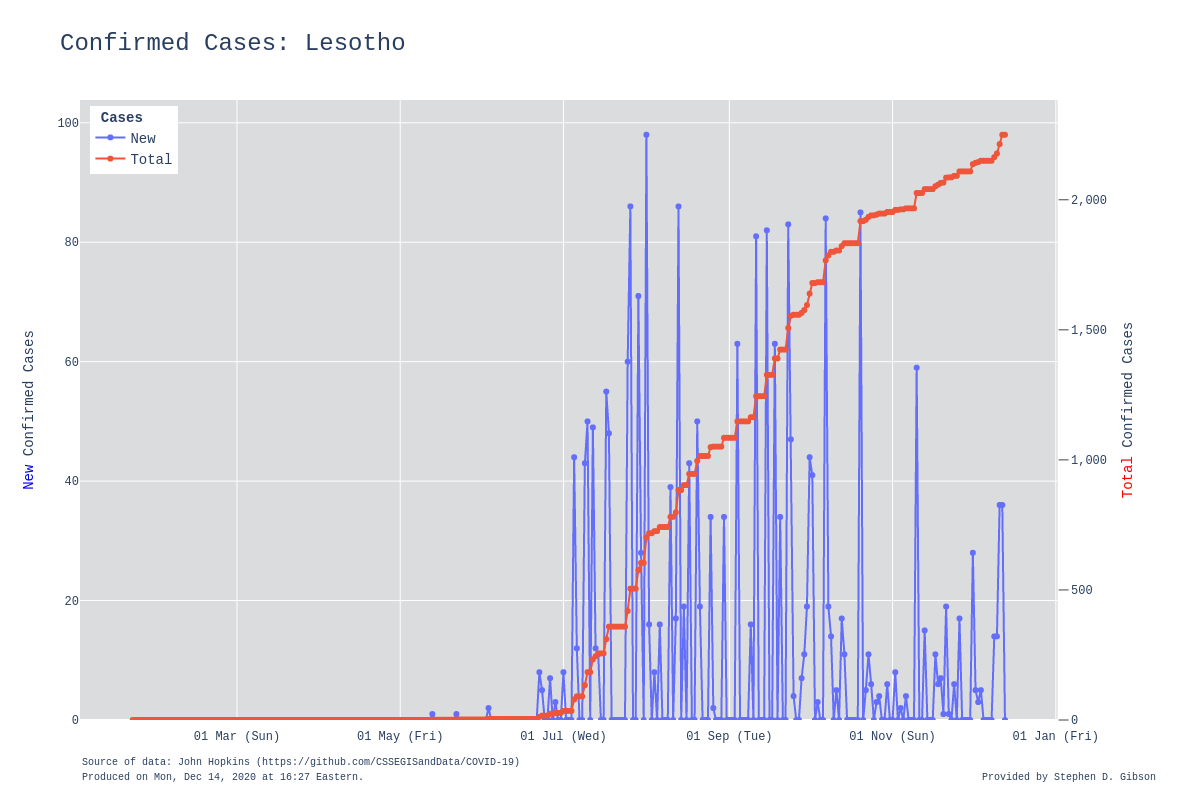 Confirmed Cases: Lesotho
Cases
New
Total
100
80
60
40
20
0
New Confirmed Cases
2,000
1,500
1,000
500
0
Total Confirmed Cases
01 Mar (Sun)
01 May (Fri)
01 Jul (Wed)
01 Sep (Tue)
01 Nov (Sun)
01 Jan (Fri)
Source of data: John Hopkins (https://github.com/CSSEGISandData/COVID-19)
Produced on Mon, Dec 14, 2020 at 16:27 Eastern.
Provided by Stephen D. Gibson